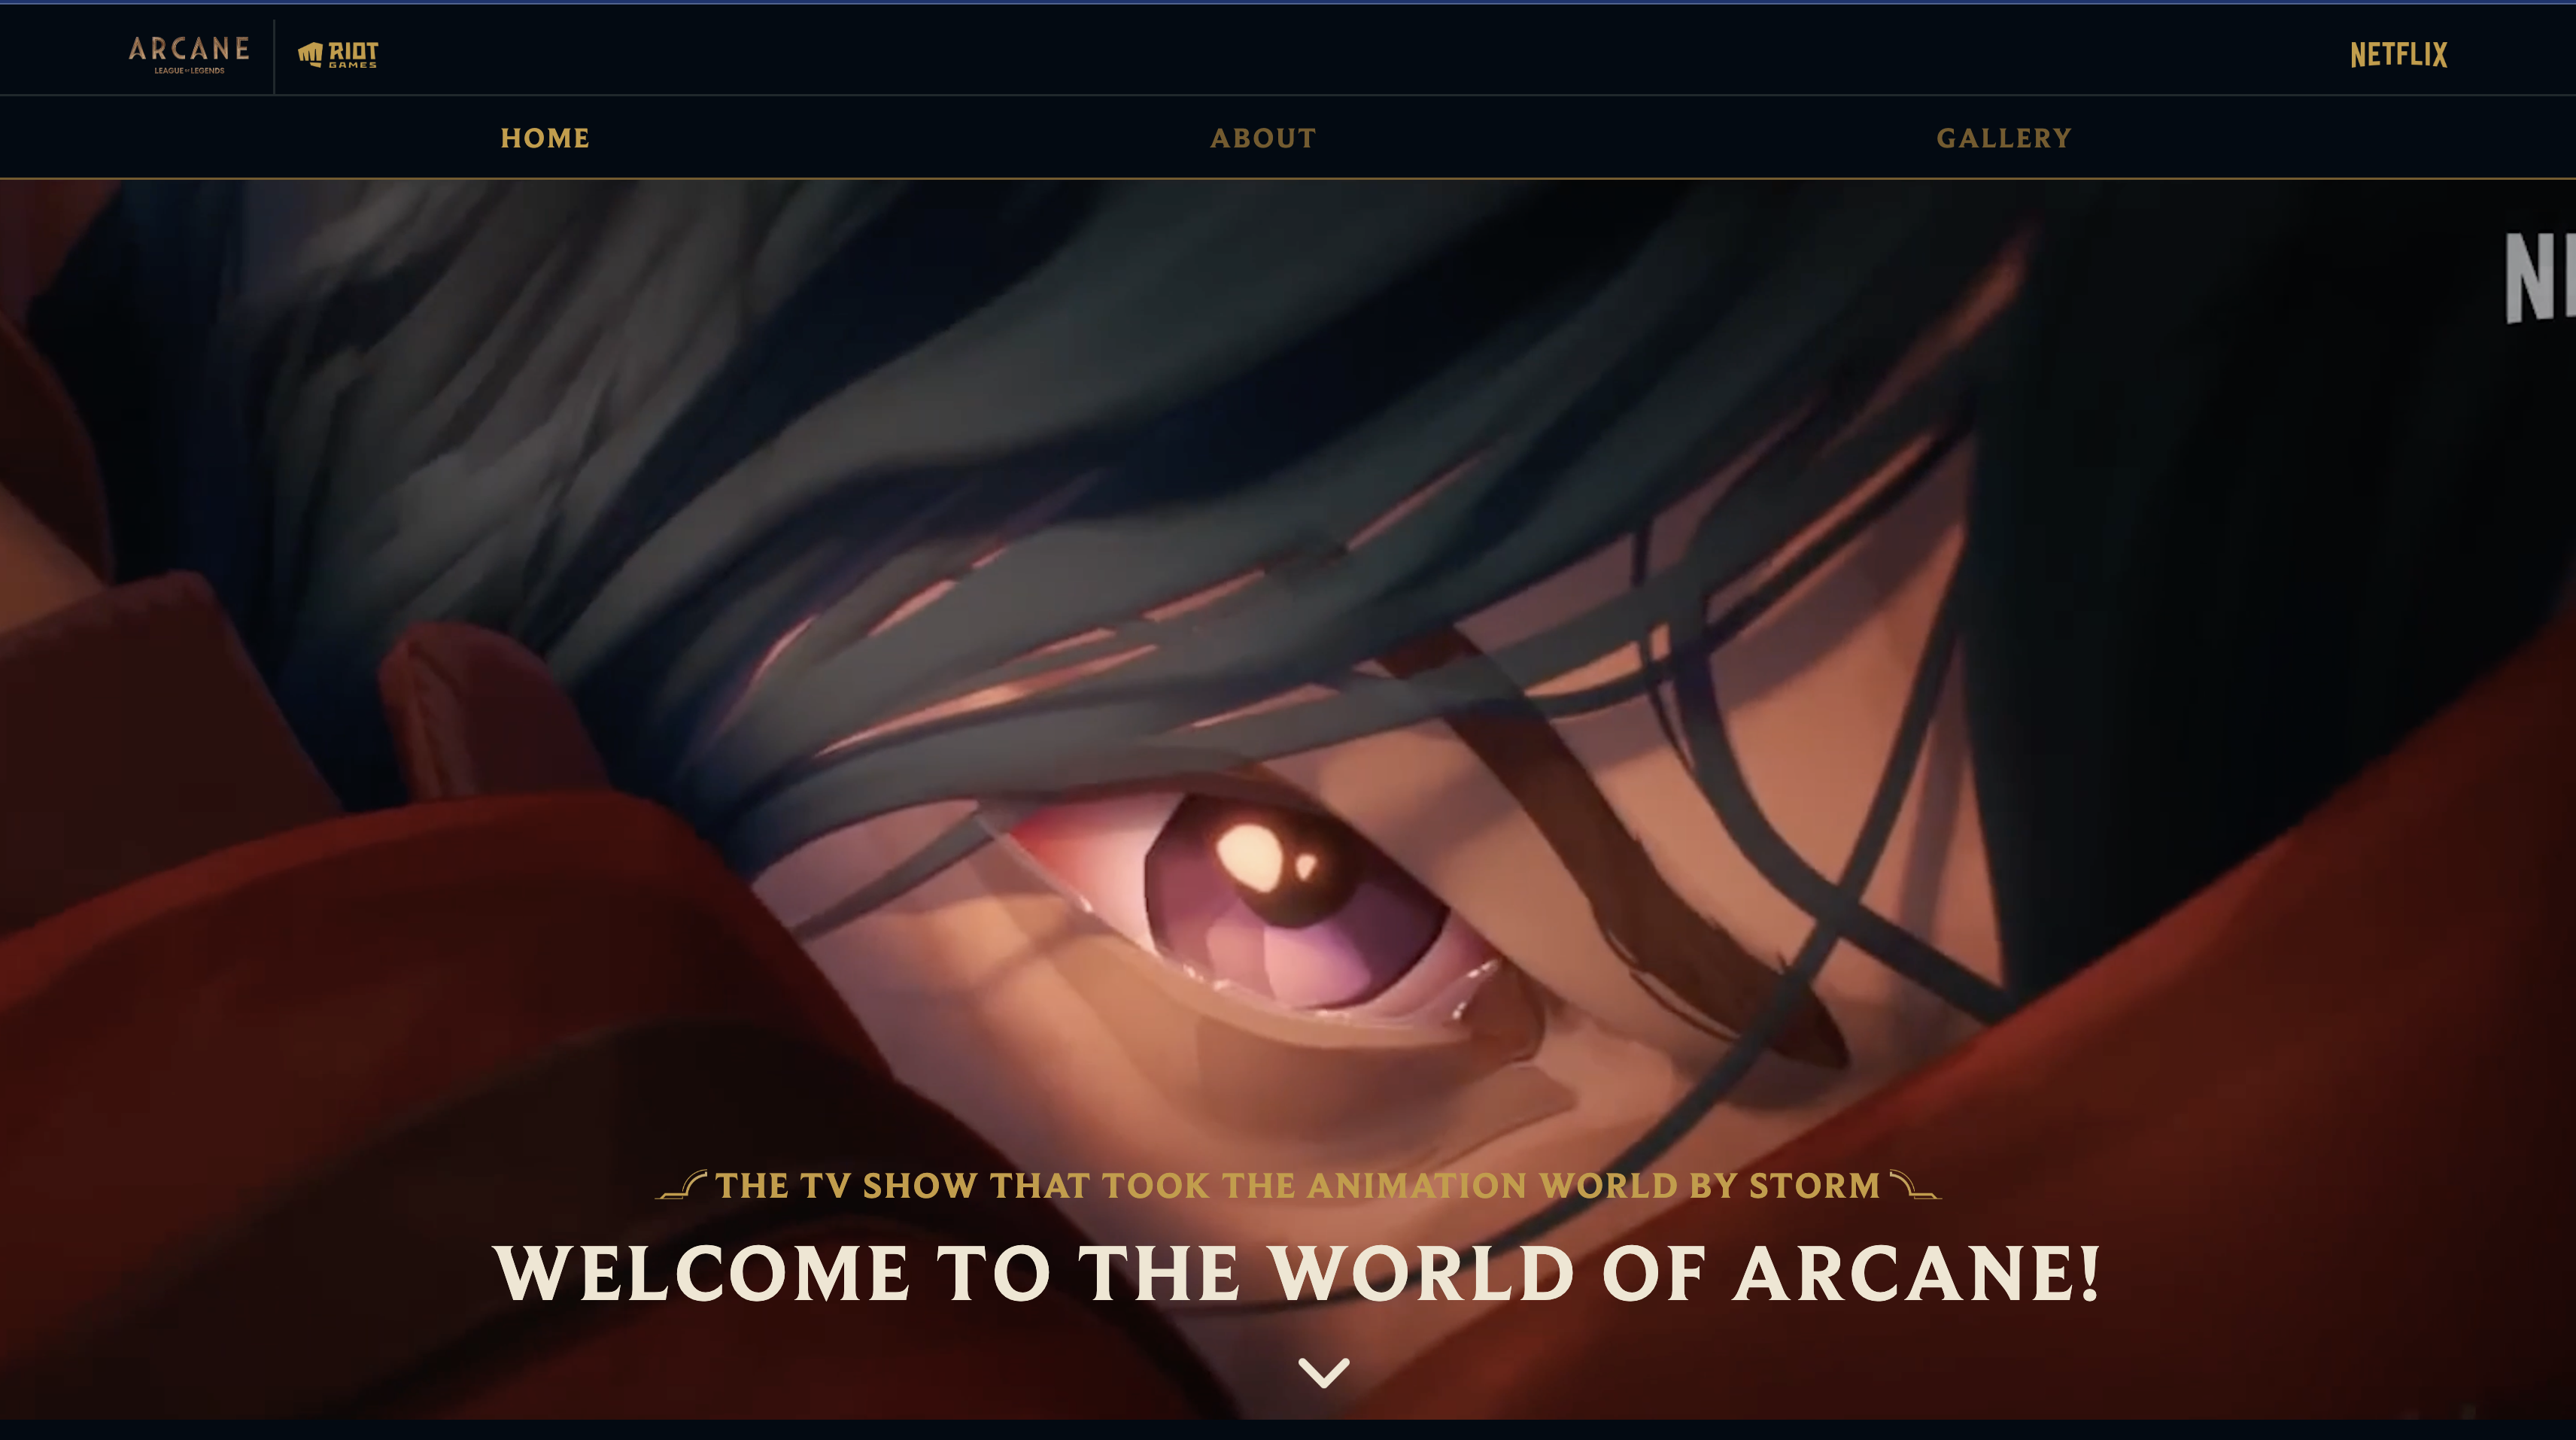 ARCANE
LEAGUE OF LEGENDS
RIOT
GAMES
NETFLIX
HOME
ABOUT
GALLERY
THE TV SHOW THAT TOOK THE ANIMATION WORLD BY STORM
WELCOME TO THE WORLD OF ARCANE!